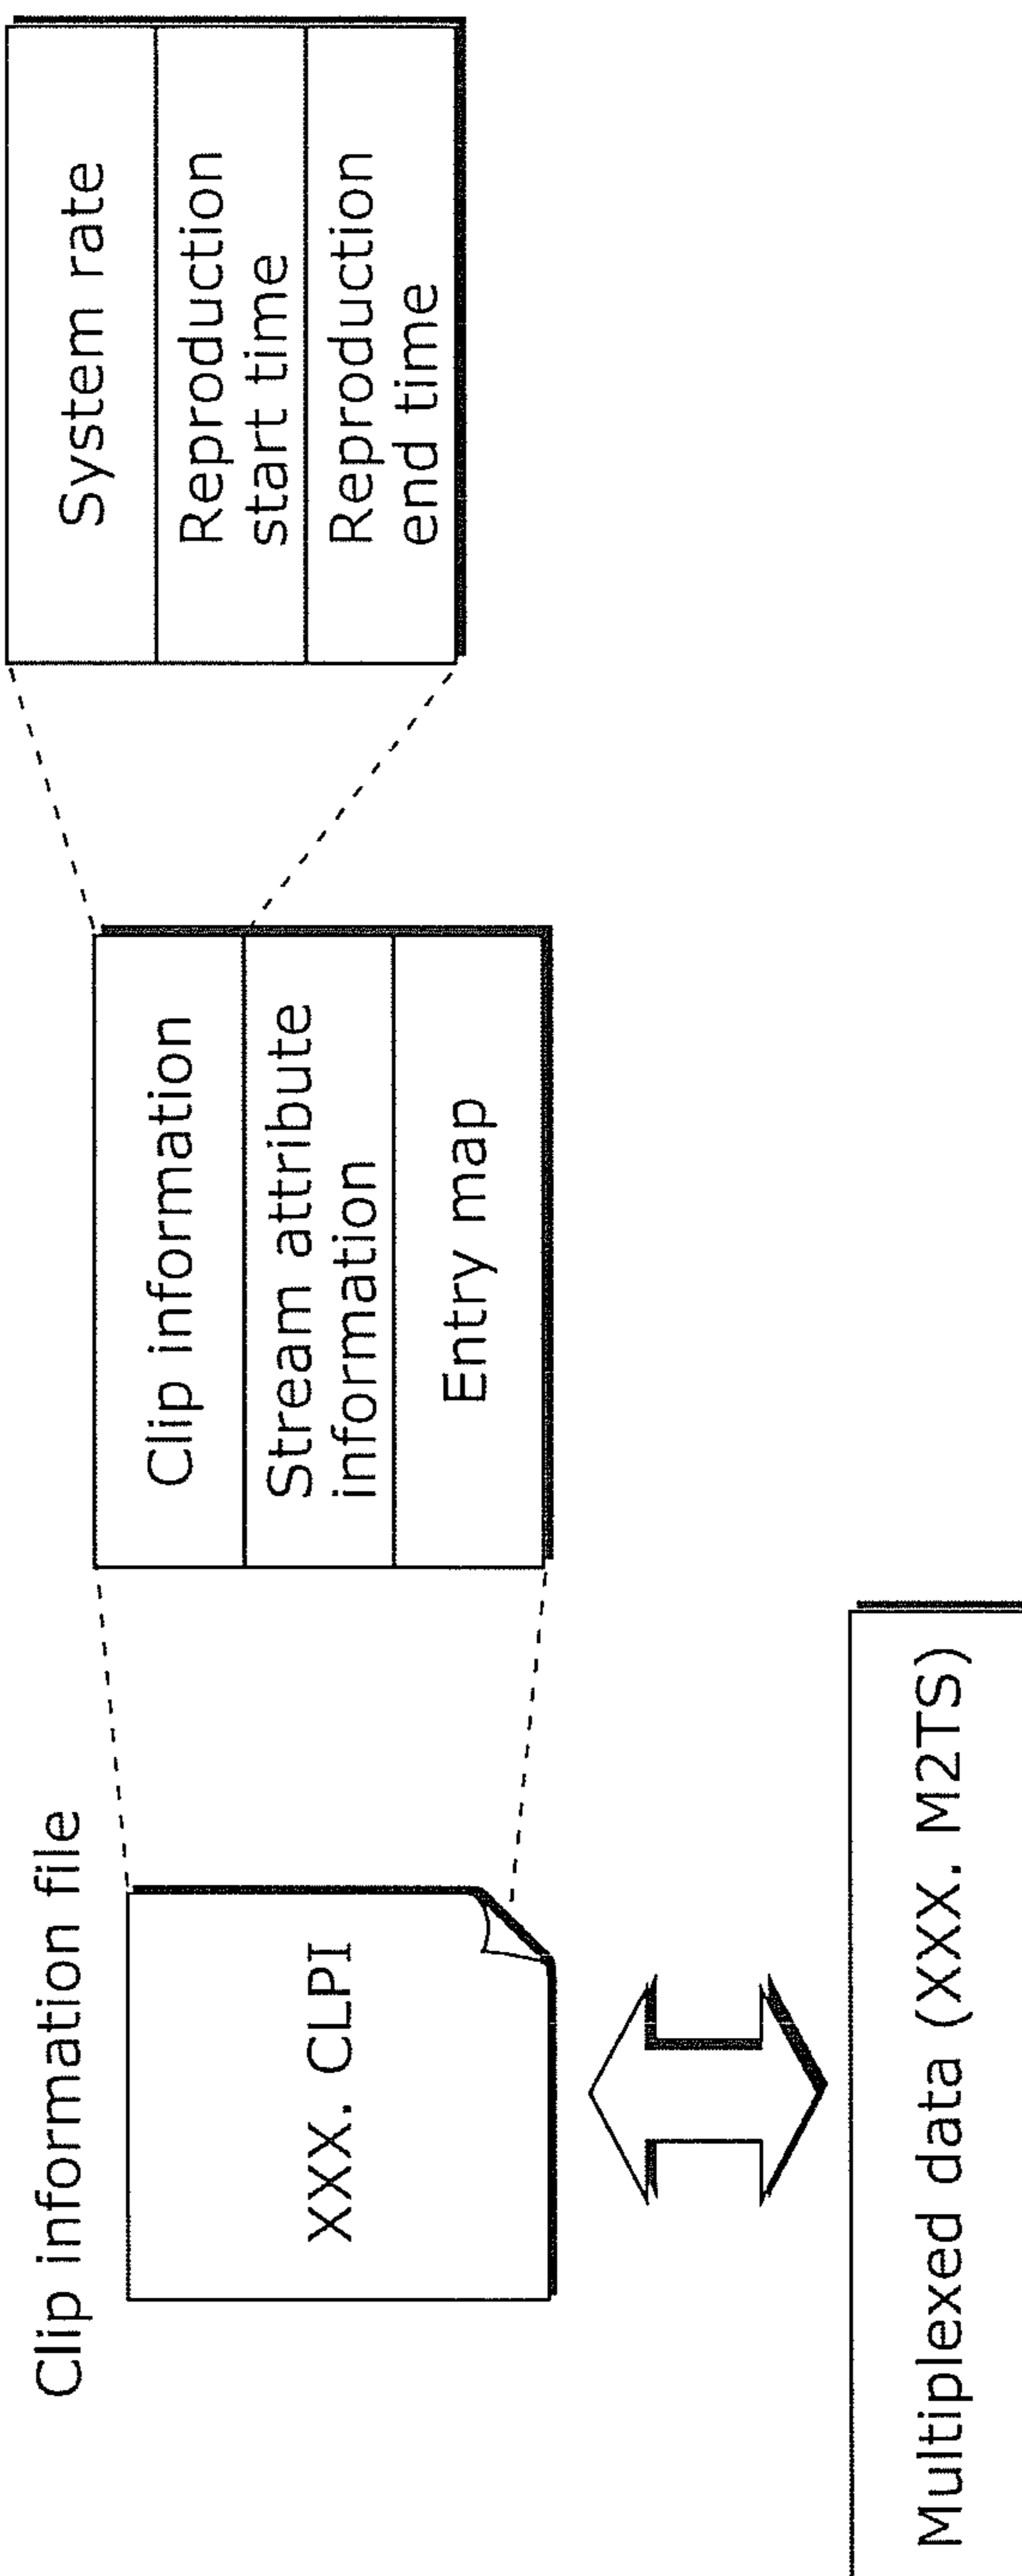 Clip information file
XXX. CLPI
Clip information
Stream attribute
information
Entry map
System rate
Reproduction
start time
Reproduction
end time
Multiplexed data (XXX. M2TS)